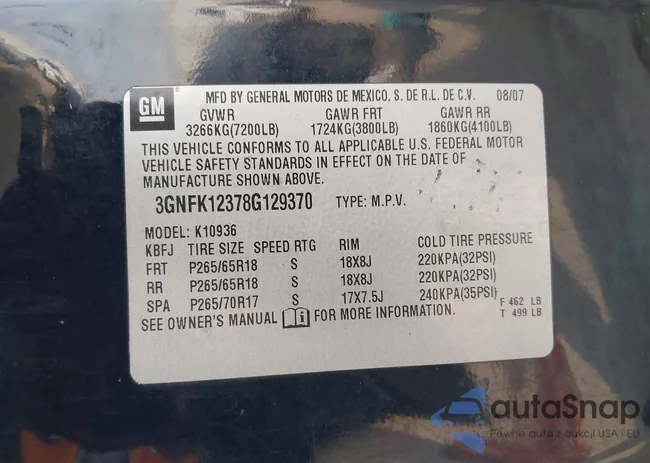 GM
MFD BY GENERAL MOTORS DE MEXICO, S. DE R.L. DE C.V. 08/07
GVWR GAWR FRT GAWR RR
3266KG(7200LB) 1724KG(3800LB) 1860KG(4100LB)
THIS VEHICLE CONFORMS TO ALL APPLICABLE U.S. FEDERAL MOTOR
VEHICLE SAFETY STANDARDS IN EFFECT ON THE DATE OF
MANUFACTURE SHOWN ABOVE.
3GNFK12378G129370 TYPE: M.P.V.
MODEL: K10936
KBFJ TIRE SIZE SPEED RTG RIM COLD TIRE PRESSURE
FRT P265/65R18 S 18X8J 220KPA(32PSI)
RR P265/65R18 S 18X8J 220KPA(32PSI)
SPA P265/70R17 S 17X7.5J 240KPA(35PSI)
F 462 LB
T 499 LB
SEE OWNER'S MANUAL FOR MORE INFORMATION.
autoSnap
Pewne auta z aukcji USA i EU